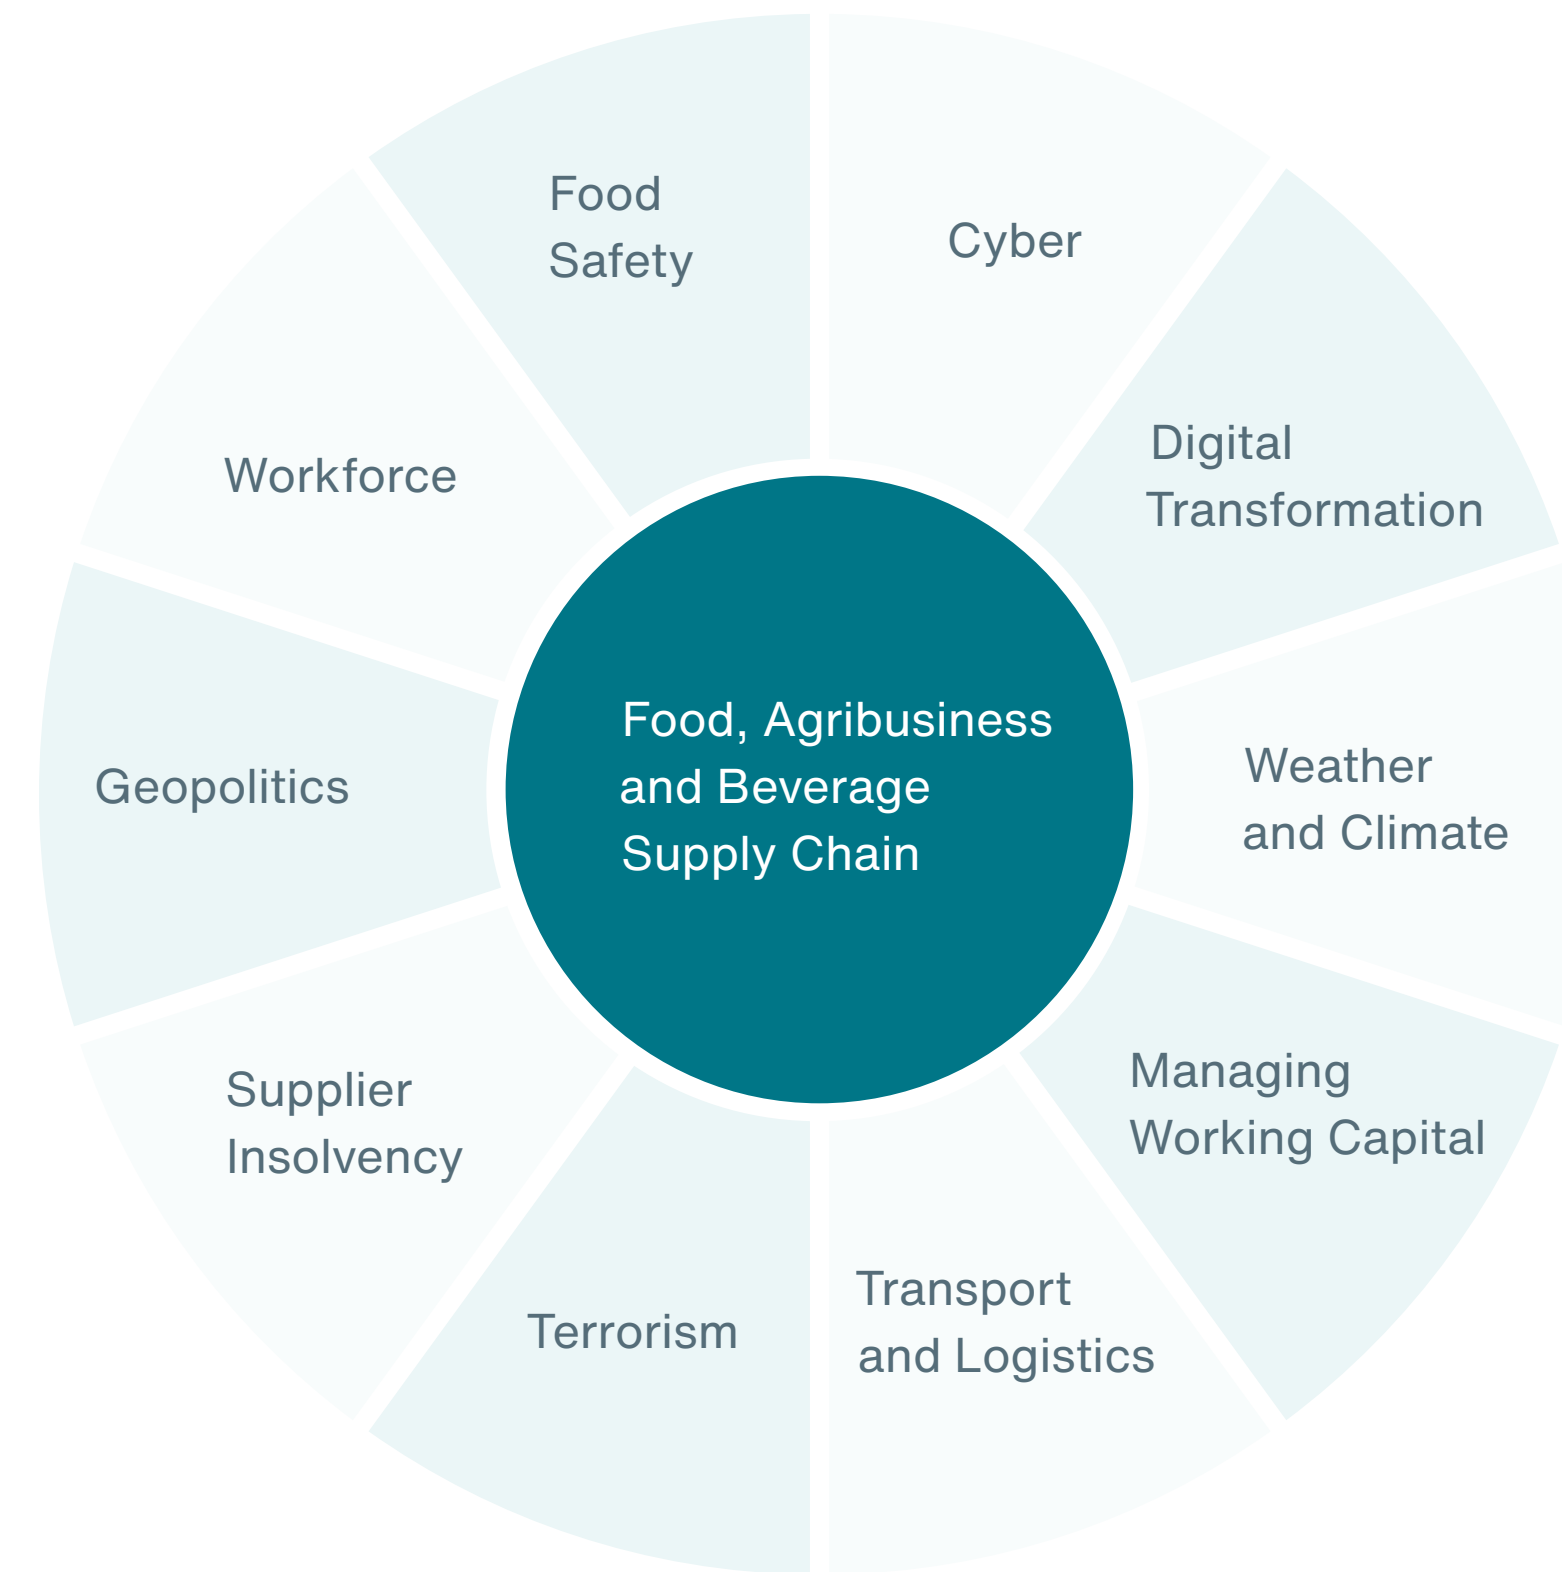 Food
Safety
Cyber
Digital
Transformation
Weather
and Climate
Managing
Working Capital
Transport
and Logistics
Terrorism
Supplier
Insolvency
Geopolitics
Workforce
Food, Agribusiness
and Beverage
Supply Chain